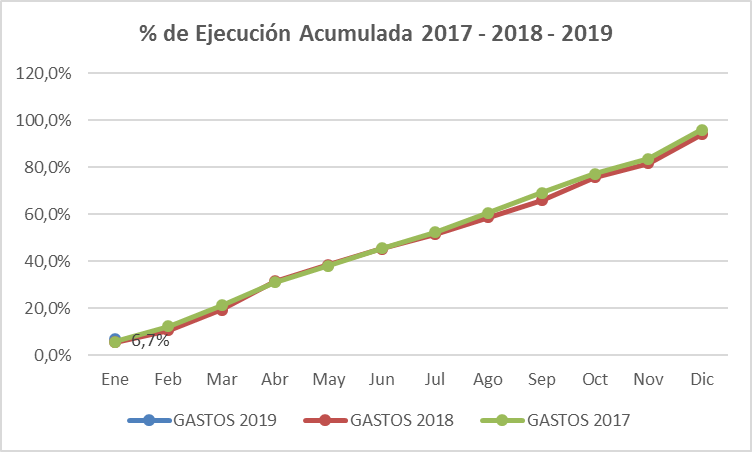 % de Ejecución Acumulada 2017 - 2018 - 2019
120,0%
100,0%
80,0%
60,0%
40,0%
20,0%
0,0%
6,7%
Ene Feb Mar Abr May Jun Jul Ago Sep Oct Nov Dic
GASTOS 2019 GASTOS 2018 GASTOS 2017